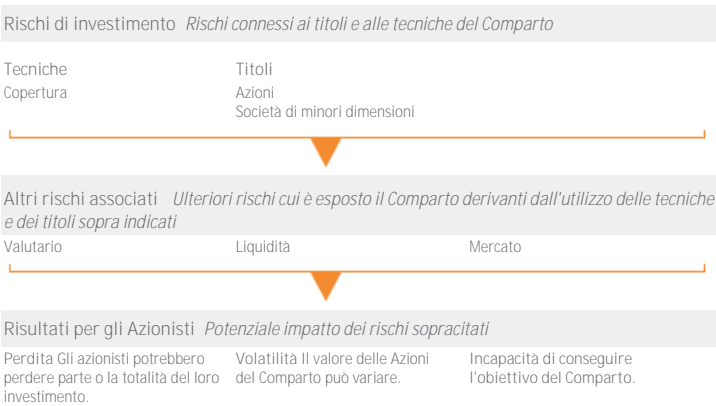 Rischi di investimento Rischi connessi ai titoli e alle tecniche del Comparto
Tecniche
Copertura
Titoli
Azioni
Società di minori dimensioni
Altri rischi associati Ulteriori rischi cui è esposto il Comparto derivanti dall'utilizzo delle tecniche
e dei titoli sopra indicati
Valutario
Liquidità
Mercato
Risultati per gli Azionisti Potenziale impatto dei rischi sopracitati
Perdita Gli azionisti potrebbero
perdere parte o la totalità del loro
investimento.
Volatilità Il valore delle Azioni
del Comparto può variare.
Incapacità di conseguire
l'obiettivo del Comparto.